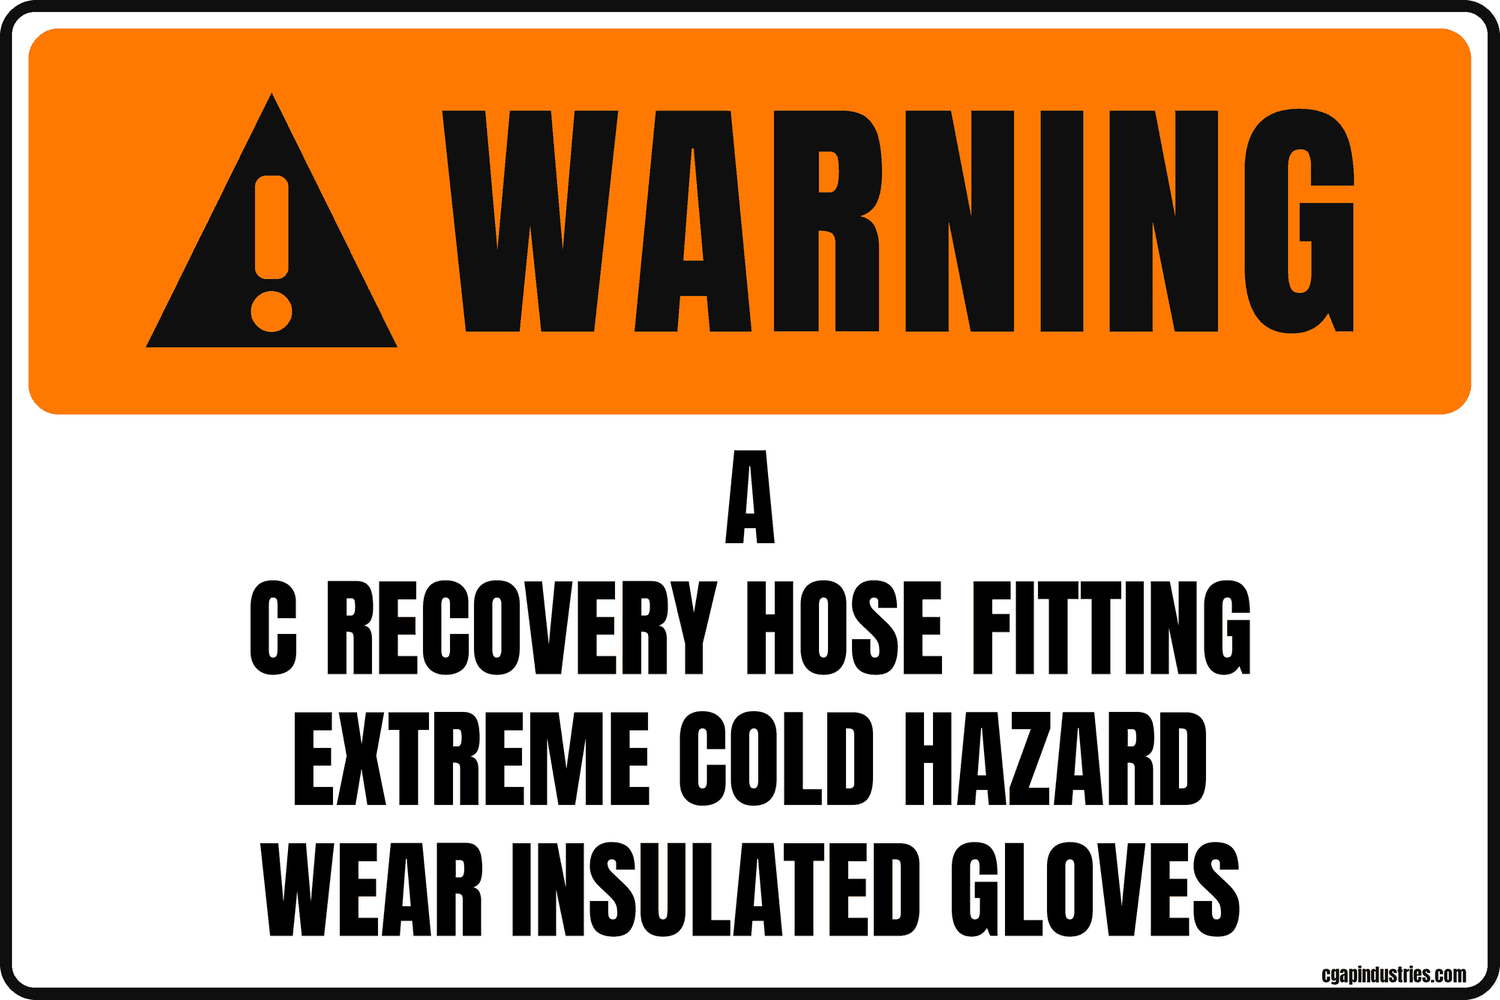 WARNING
A
C RECOVERY HOSE FITTING
EXTREME COLD HAZARD
WEAR INSULATED GLOVES
cgapindustries.com